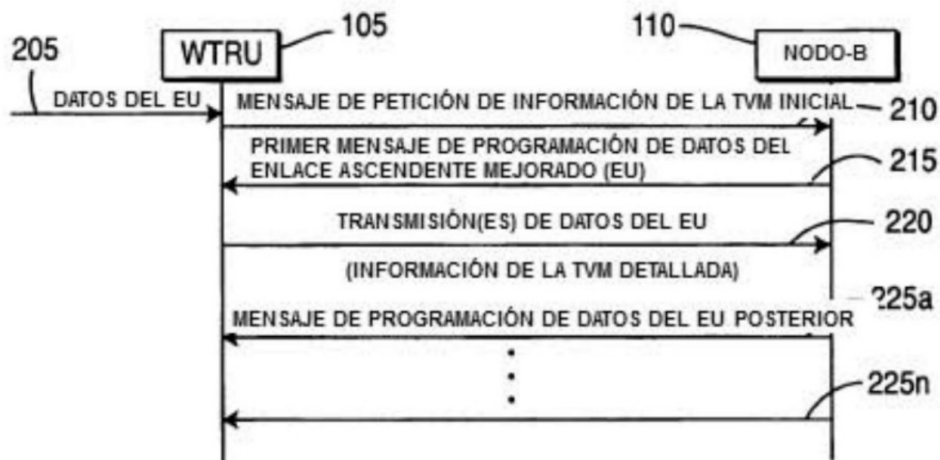 105
110
205
WTRU
NODO-B
DATOS DEL EU
MENSAJE DE PETICIÓN DE INFORMACIÓN DE LA TVM INICIAL
210
PRIMER MENSAJE DE PROGRAMACIÓN DE DATOS DEL
ENLACE ASCENDENTE MEJORADO (EU)
215
TRANSMISIÓN(ES) DE DATOS DEL EU
220
(INFORMACIÓN DE LA TVM DETALLADA)
225a
MENSAJE DE PROGRAMACIÓN DE DATOS DEL EU POSTERIOR
225n